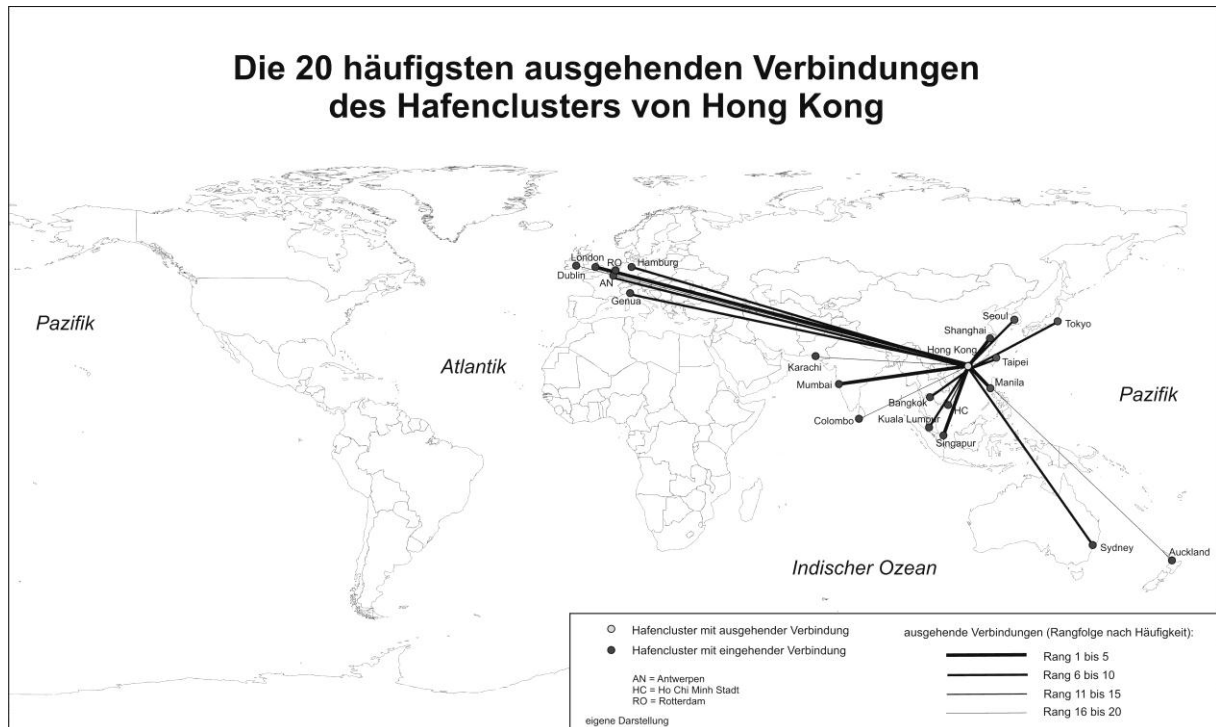 Die 20 häufigsten ausgehenden Verbindungen
des Hafenclusters von Hong Kong
London
RO
Hamburg
Dublin
AN
Genua
Pazifik
Atlantik
Seoul
Tokyo
Shanghai
Hong Kong
Taipei
Karachi
Mumbai
Manila
Pazifik
Bangkok
HC
Colombo
Kuala Lumpur
Singapur
Sydney
Auckland
Indischer Ozean
Hafencluster mit ausgehender Verbindung
Hafencluster mit eingehender Verbindung
AN = Antwerpen
HC = Ho Chi Minh Stadt
RO = Rotterdam
eigene Darstellung
ausgehende Verbindungen (Rangfolge nach Häufigkeit):
Rang 1 bis 5
Rang 6 bis 10
Rang 11 bis 15
Rang 16 bis 20